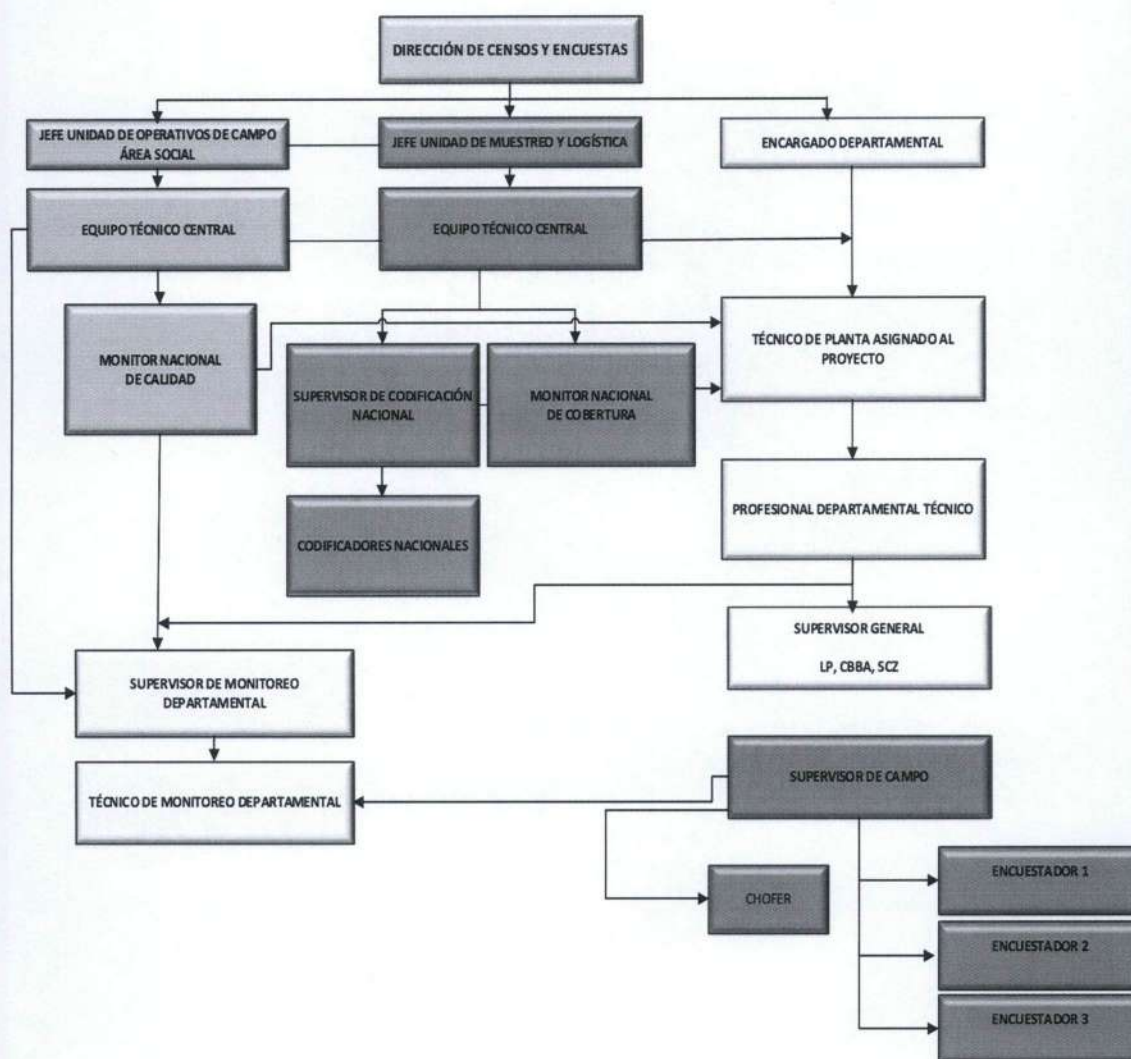 DIRECCIÓN DE CENSOS Y ENCUESTAS
JEFE UNIDAD DE OPERATIVOS DE CAMPO
ÁREA SOCIAL
JEFE UNIDAD DE MUESTREO Y LOGÍSTICA
ENCARGADO DEPARTAMENTAL
EQUIPO TÉCNICO CENTRAL
EQUIPO TÉCNICO CENTRAL
MONITOR NACIONAL
DE CALIDAD
SUPERVISOR DE CODIFICACIÓN
NACIONAL
MONITOR NACIONAL
DE COBERTURA
TÉCNICO DE PLANTA ASIGNADO AL
PROYECTO
CODIFICADORES NACIONALES
PROFESIONAL DEPARTAMENTAL TÉCNICO
SUPERVISOR GENERAL
LP, CBBA, SCZ
SUPERVISOR DE MONITOREO
DEPARTAMENTAL
TÉCNICO DE MONITOREO DEPARTAMENTAL
SUPERVISOR DE CAMPO
CHOFER
ENCUESTADOR 1
ENCUESTADOR 2
ENCUESTADOR 3